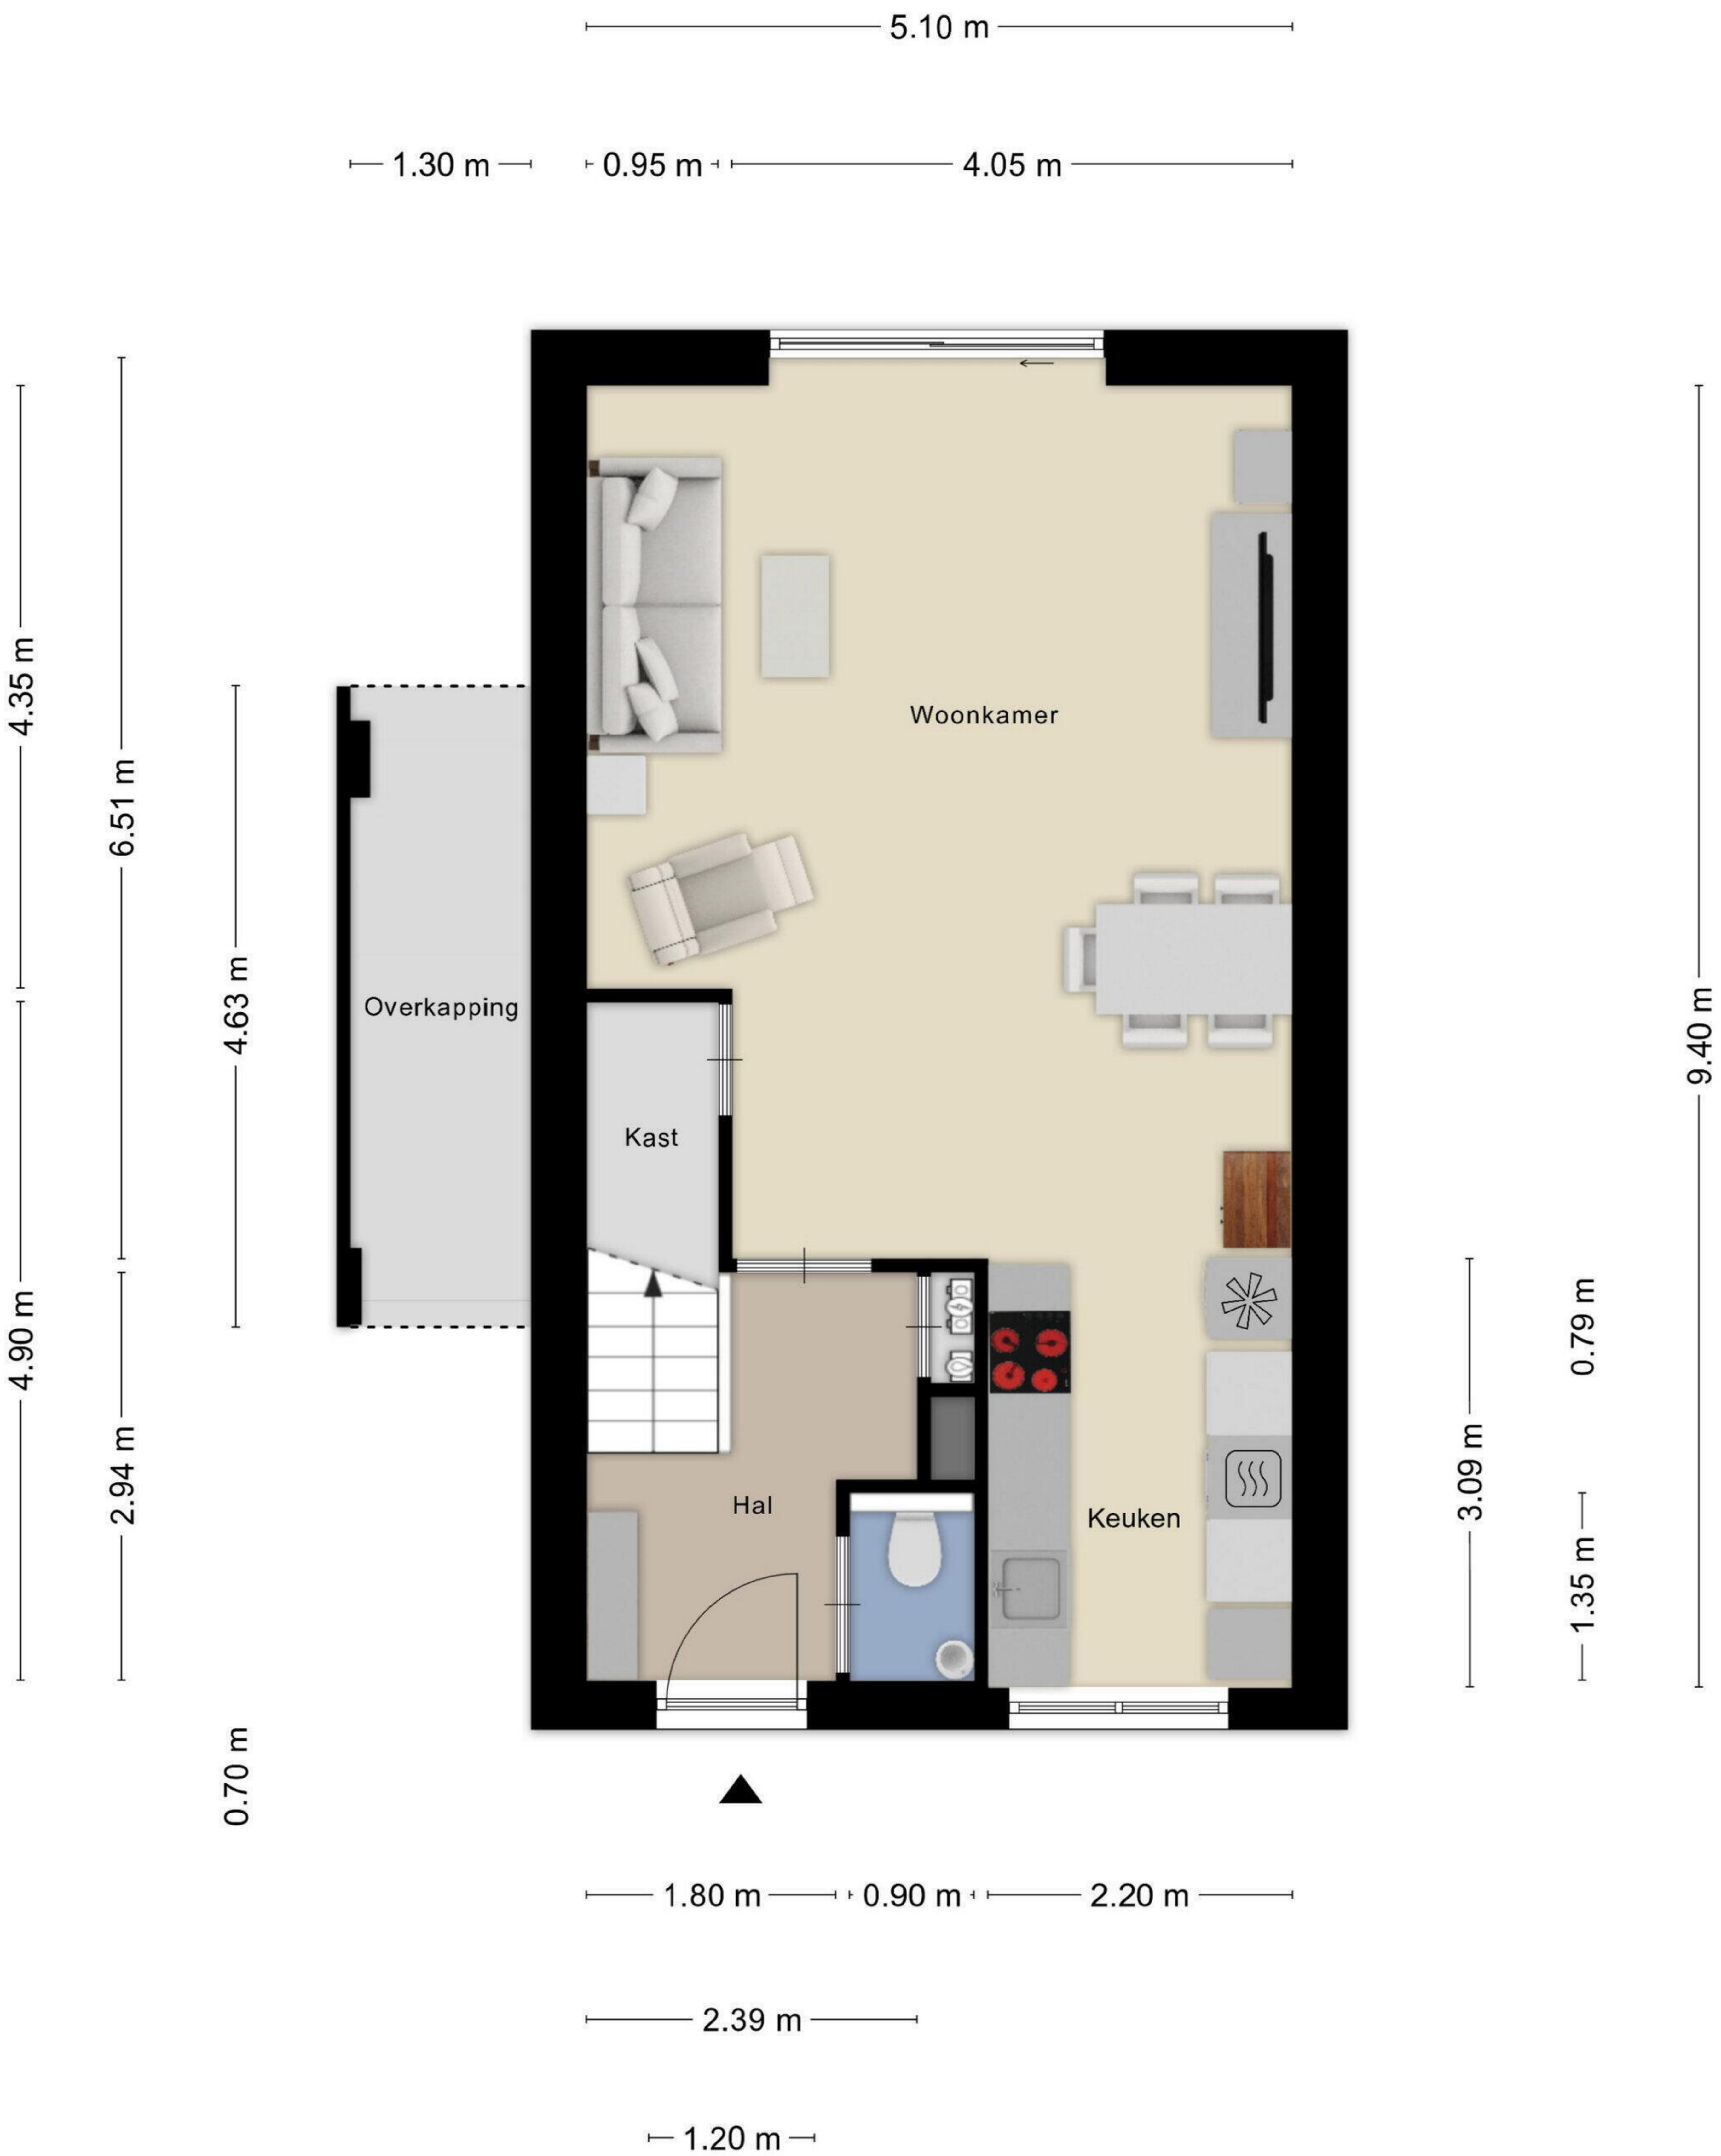 5.10 m
1.30 m
0.95 m
4.05 m
4.35 m
6.51 m
Woonkamer
4.63 m
Overkapping
9.40 m
Kast
4.90 m
2.94 m
0.79 m
3.09 m
Hal
Keuken
1.35 m
0.70 m
1.80 m
0.90 m
2.20 m
2.39 m
1.20 m